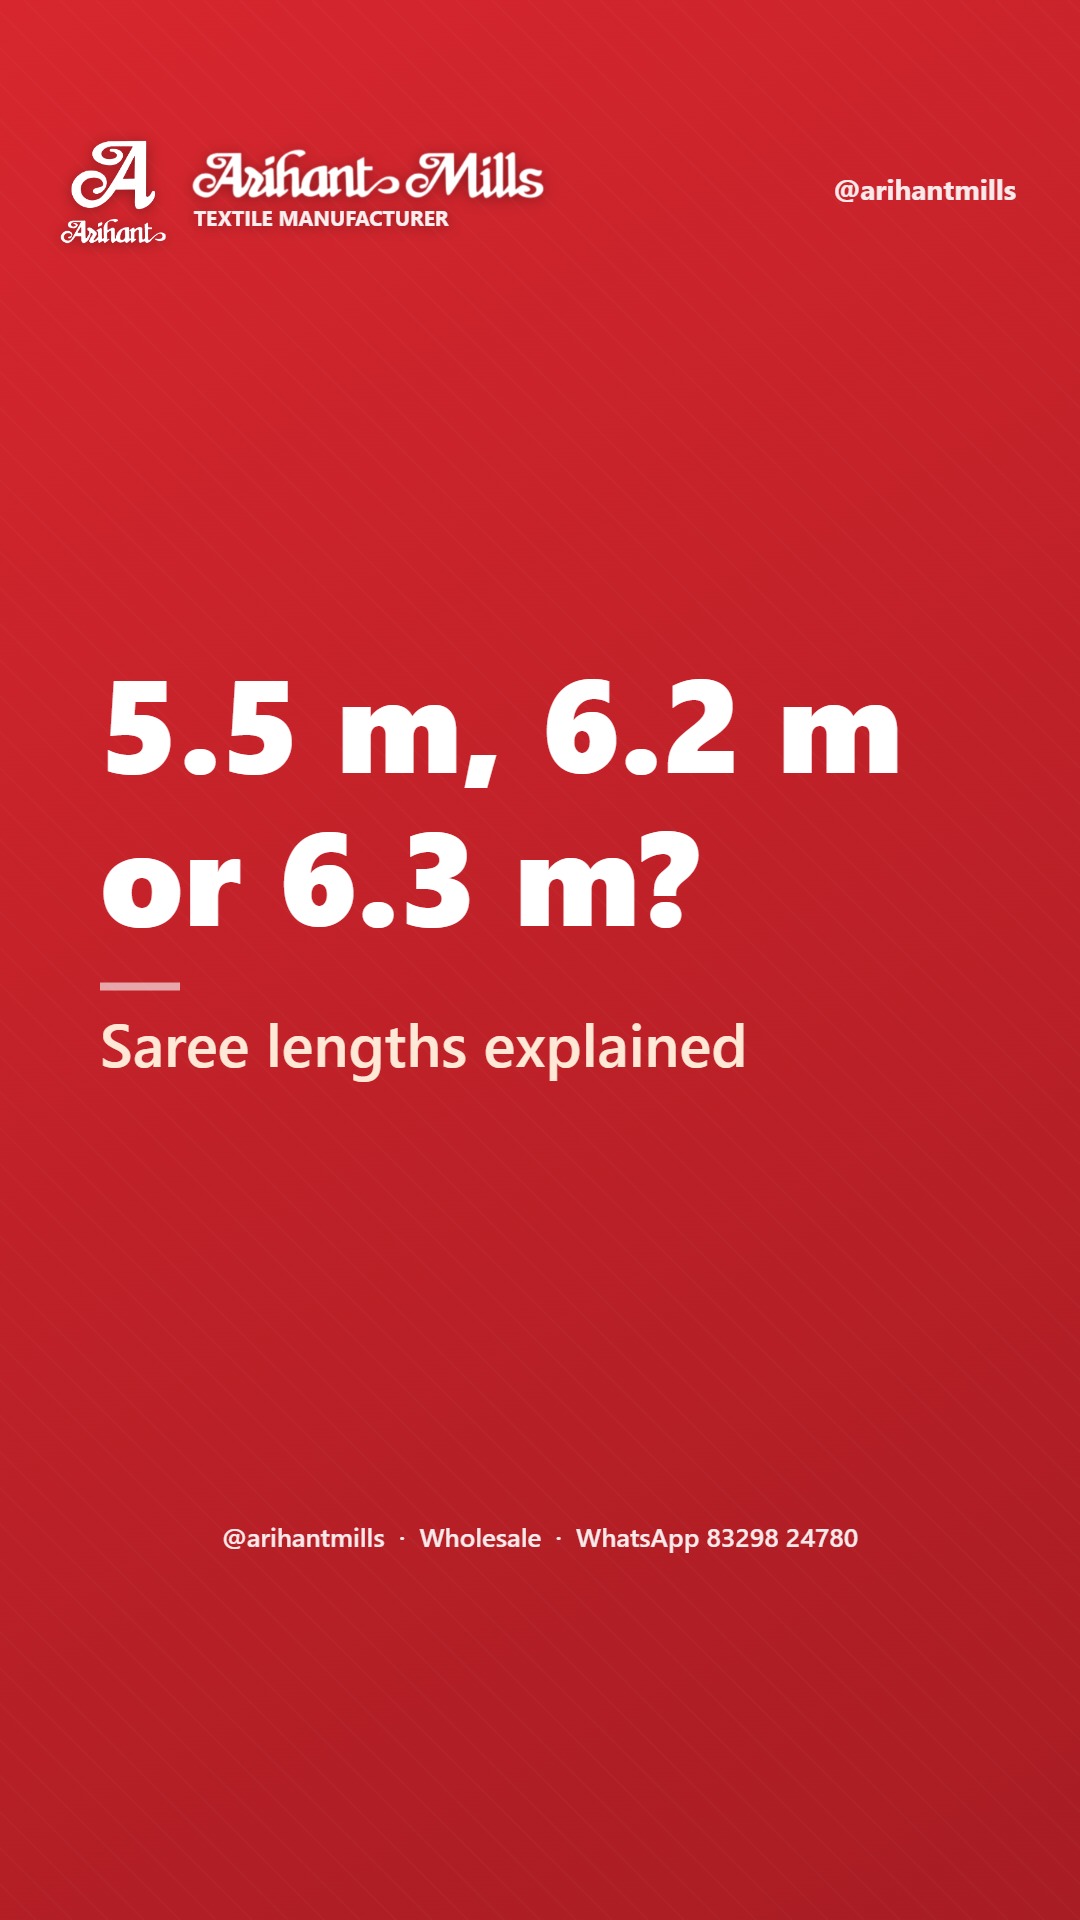 A
Arihant
Arihant Mills
TEXTILE MANUFACTURER
@arihantmills
5.5 m, 6.2 m
or 6.3 m?
Saree lengths explained
@arihantmills · Wholesale · WhatsApp 83298 24780